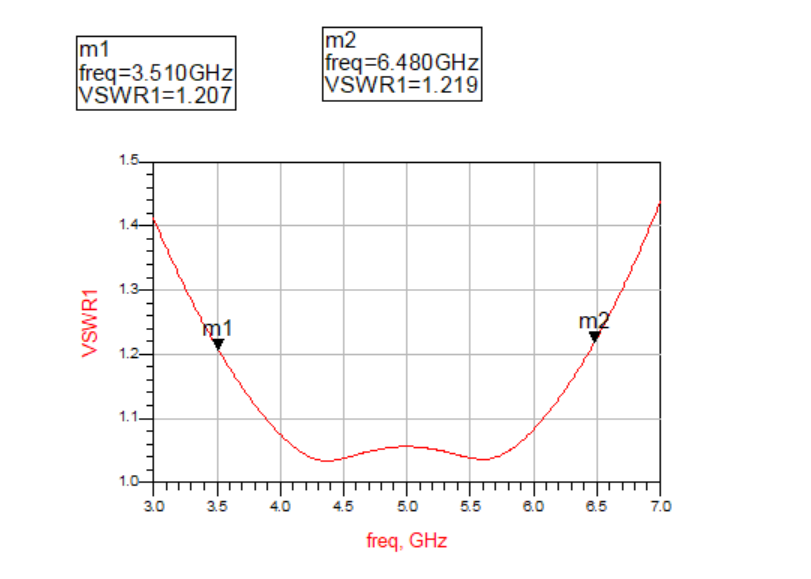 m1
freq=3.510GHz
VSWR1=1.207
m2
freq=6.480GHz
VSWR1=1.219
1.5
1.4
1.3
1.2
1.1
1.0
VSWR1
m1
m2
3.0 3.5 4.0 4.5 5.0 5.5 6.0 6.5 7.0
freq, GHz